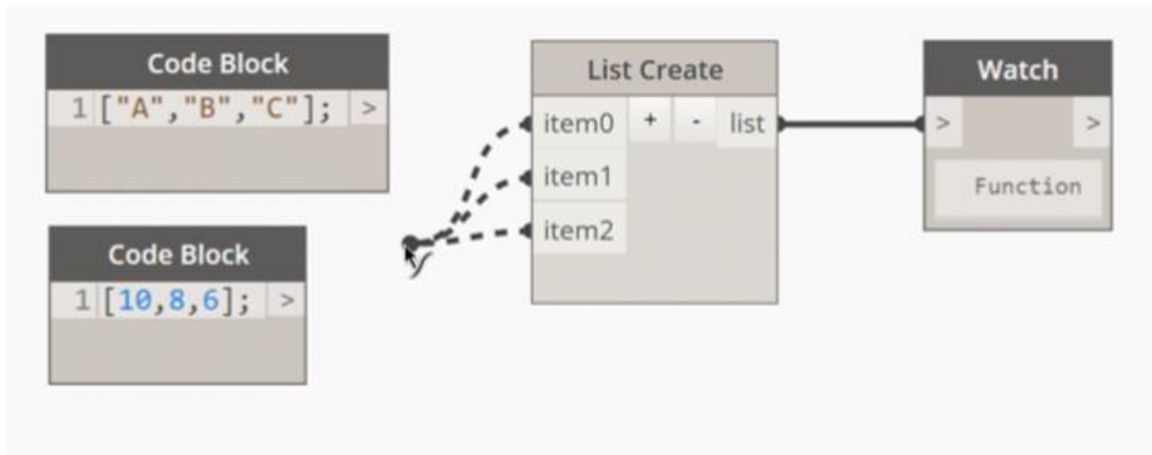 Code Block
1 ["A","B","C"]; >
Code Block
1 [10,8,6]; >
List Create
item0 + - list
item1
item2
Watch
> >
Function